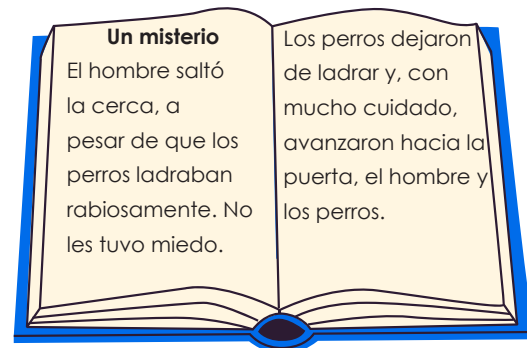 Un misterio
El hombre saltó
la cerca, a
pesar de que los
perros ladraban
rabiosamente. No
les tuvo miedo.
Los perros dejaron
de ladrar y, con
mucho cuidado,
avanzaron hacia la
puerta, el hombre y
los perros.